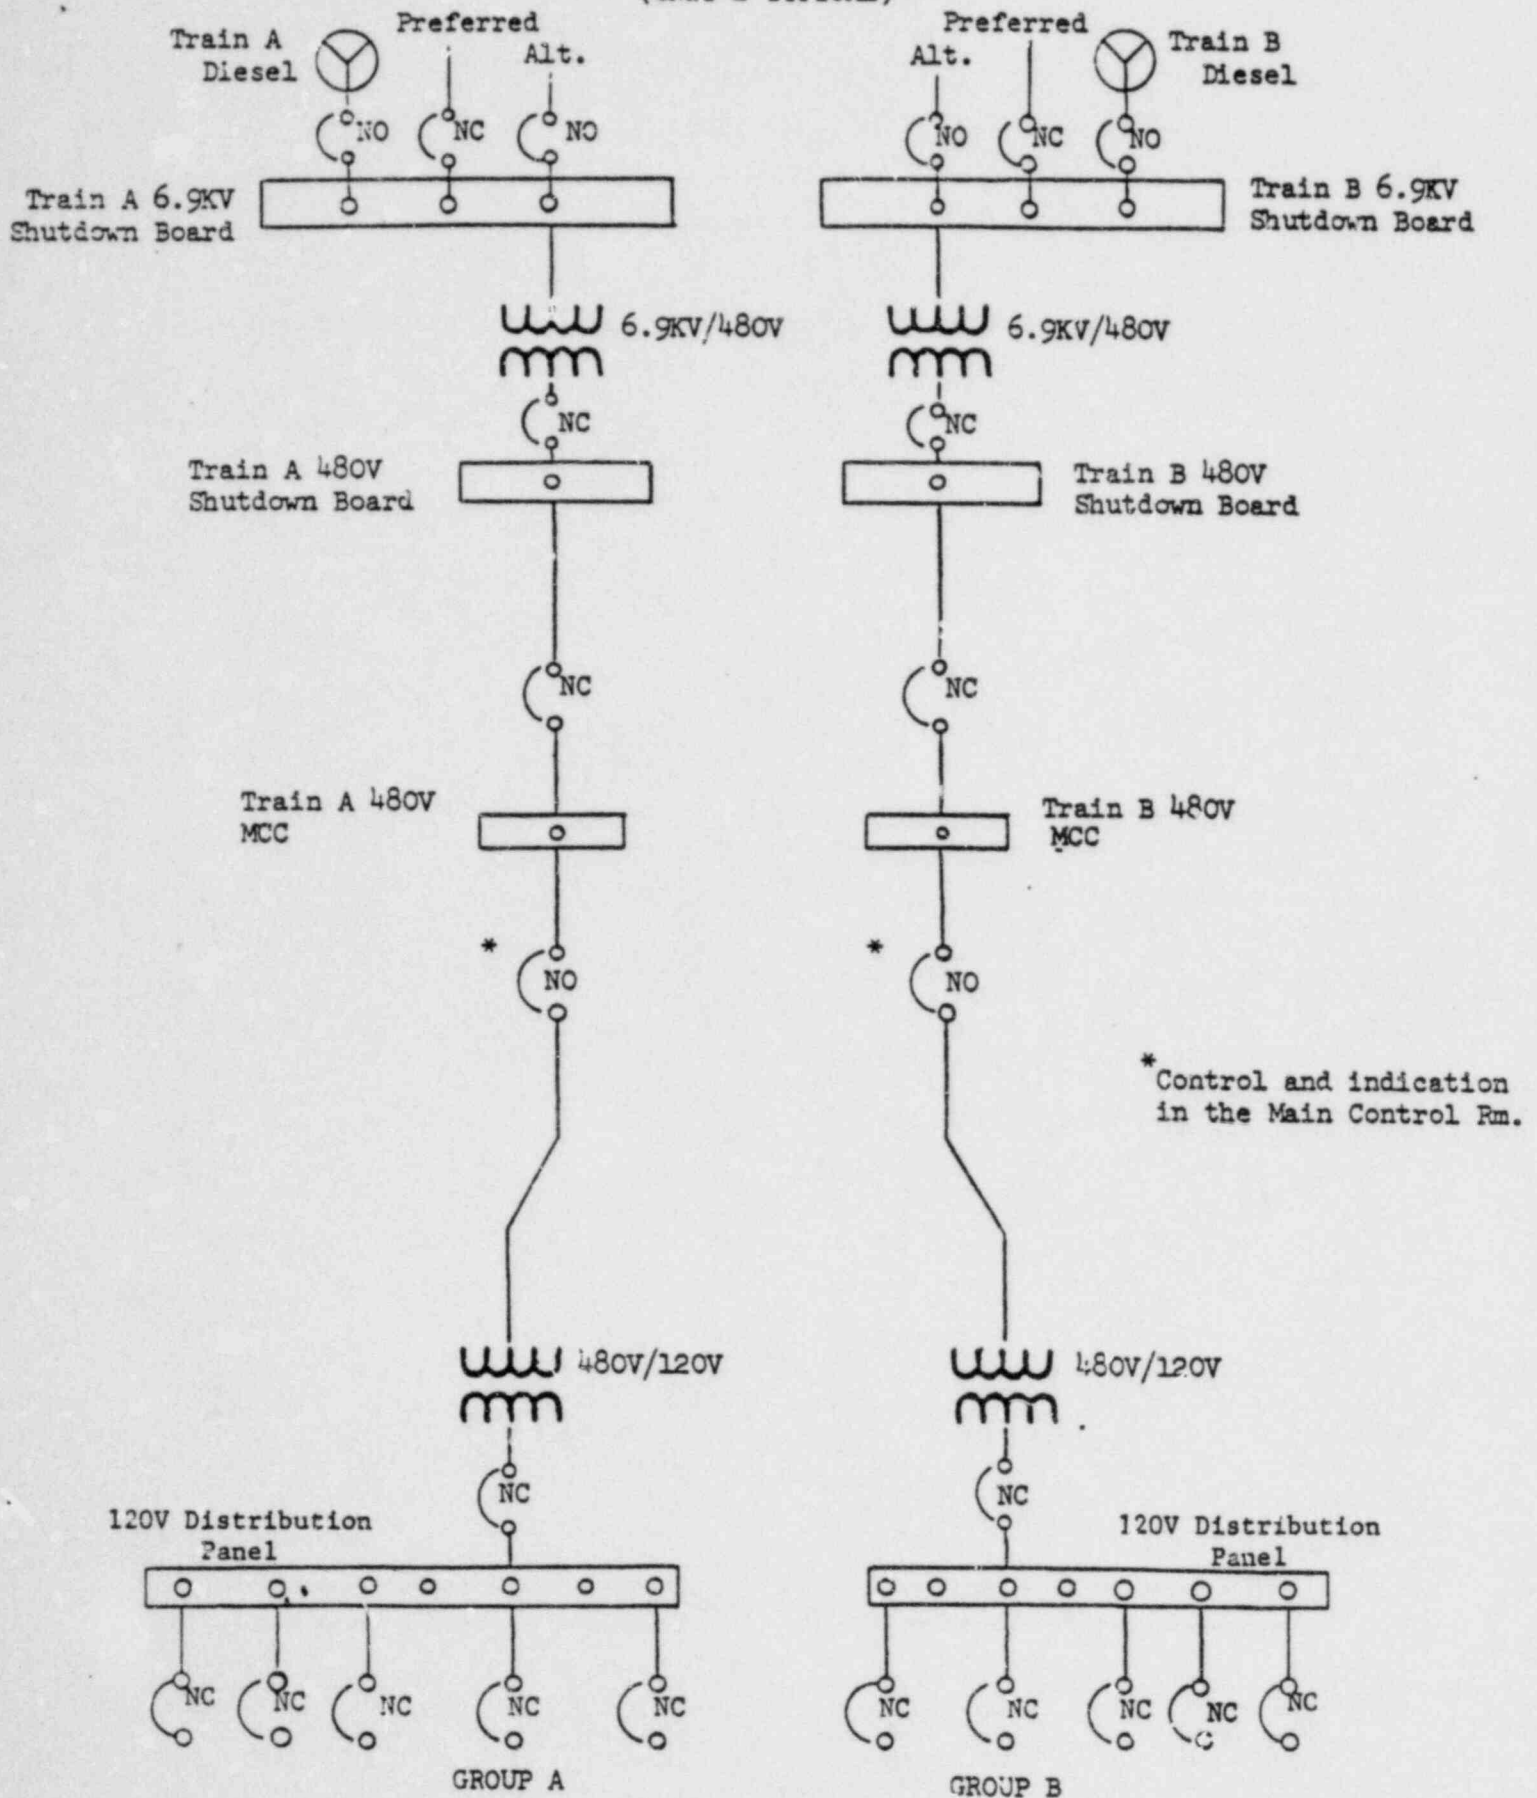 Train A
Diesel
Preferred
Alt.
Preferred
Alt.
Train B
Diesel
NO
NC
NO
NO
NC
NO
Train A 6.9KV
Shutdown Board
Train B 6.9KV
Shutdown Board
6.9KV/480V
6.9KV/480V
NC
NC
Train A 480V
Shutdown Board
Train B 480V
Shutdown Board
NC
NC
Train A 480V
MCC
Train B 480V
MCC
*
NO
*
NO
*Control and indication
in the Main Control Rm.
480V/120V
480V/120V
NC
NC
120V Distribution
Panel
120V Distribution
Panel
NC
NC
NC
NC
NC
NC
NC
NC
NC
NC
GROUP A
GROUP B